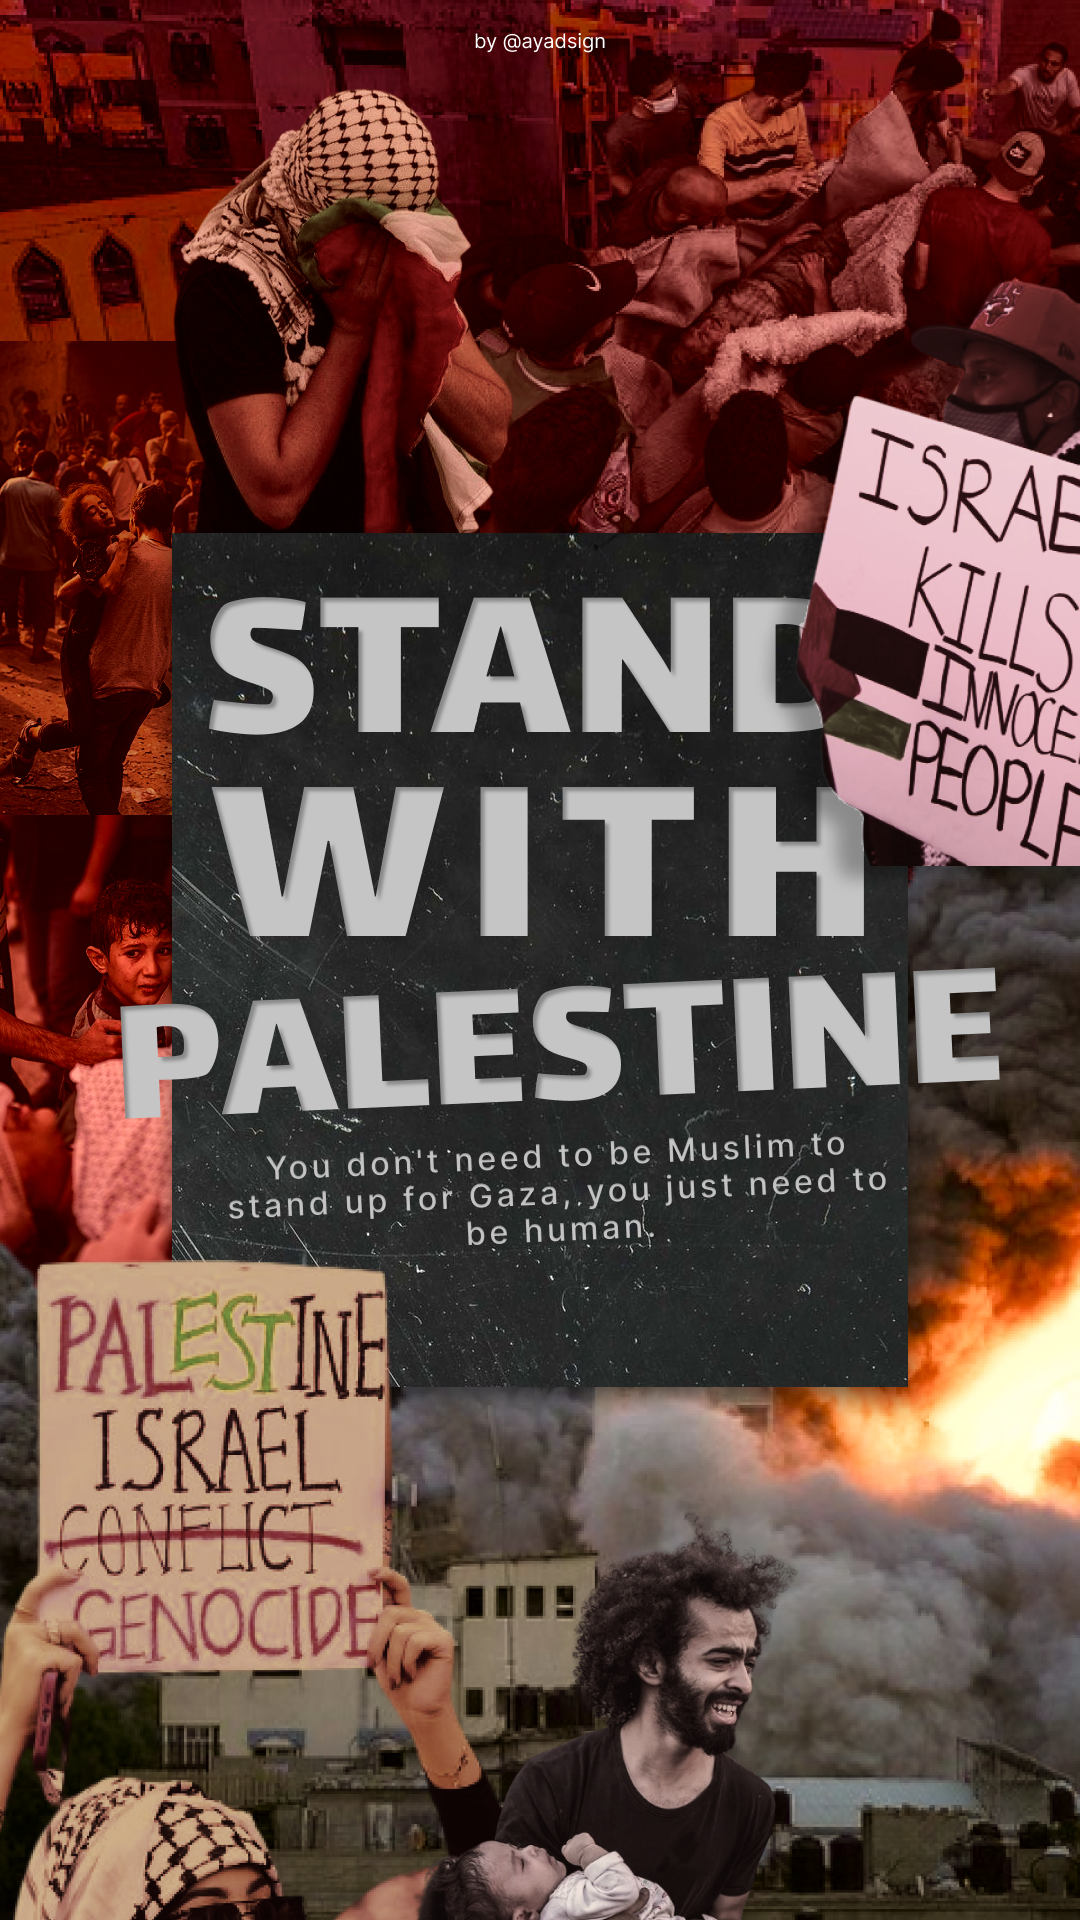 by @ayadsign
ISRAE
KILLS
INNOCE
PEOPLE
STAND
WITH
PALESTINE
You don't need to be Muslim to
stand up for Gaza, you just need to
be human.
PALESTINE
ISRAEL
CONFLICT
GENOCIDE